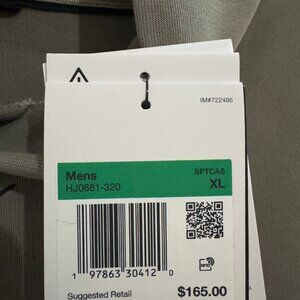 IM#722486
Mens
SPTCAS
HJ0681-320
XL
1 97863 30412 0
Suggested Retail
$165.00